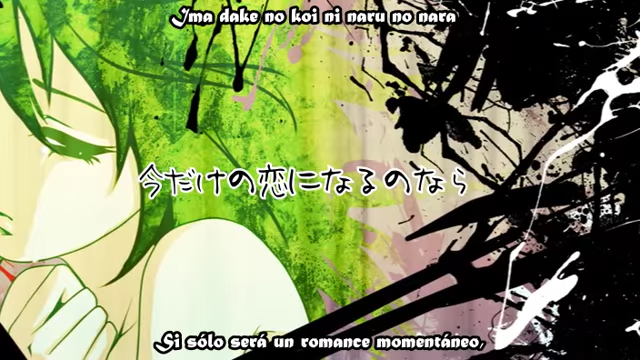 Ima dake no koi ni naru no nara
今だけの恋になるのなら
Si sólo será un romance momentáneo,